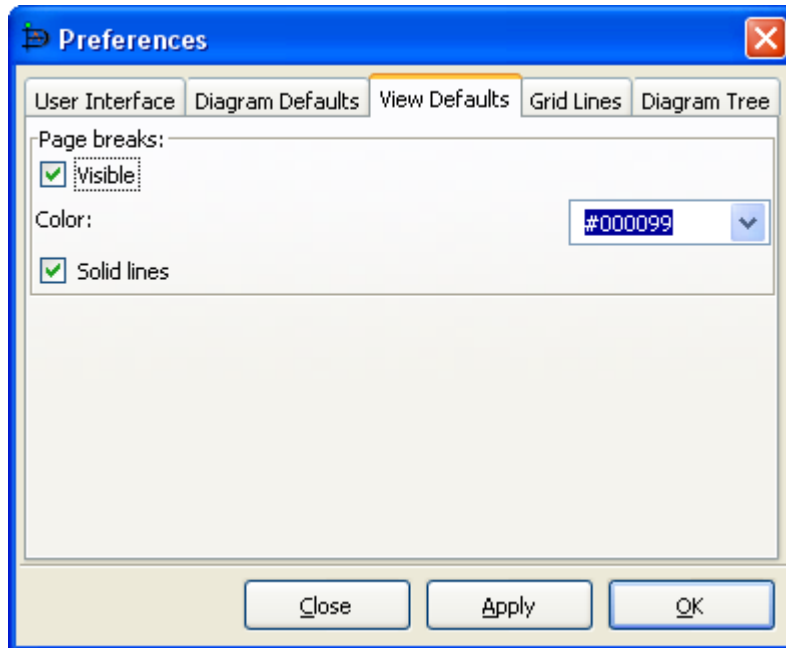 Preferences
User Interface Diagram Defaults View Defaults Grid Lines Diagram Tree
Page breaks:
Visible
Color: #000099
Solid lines
Close Apply OK